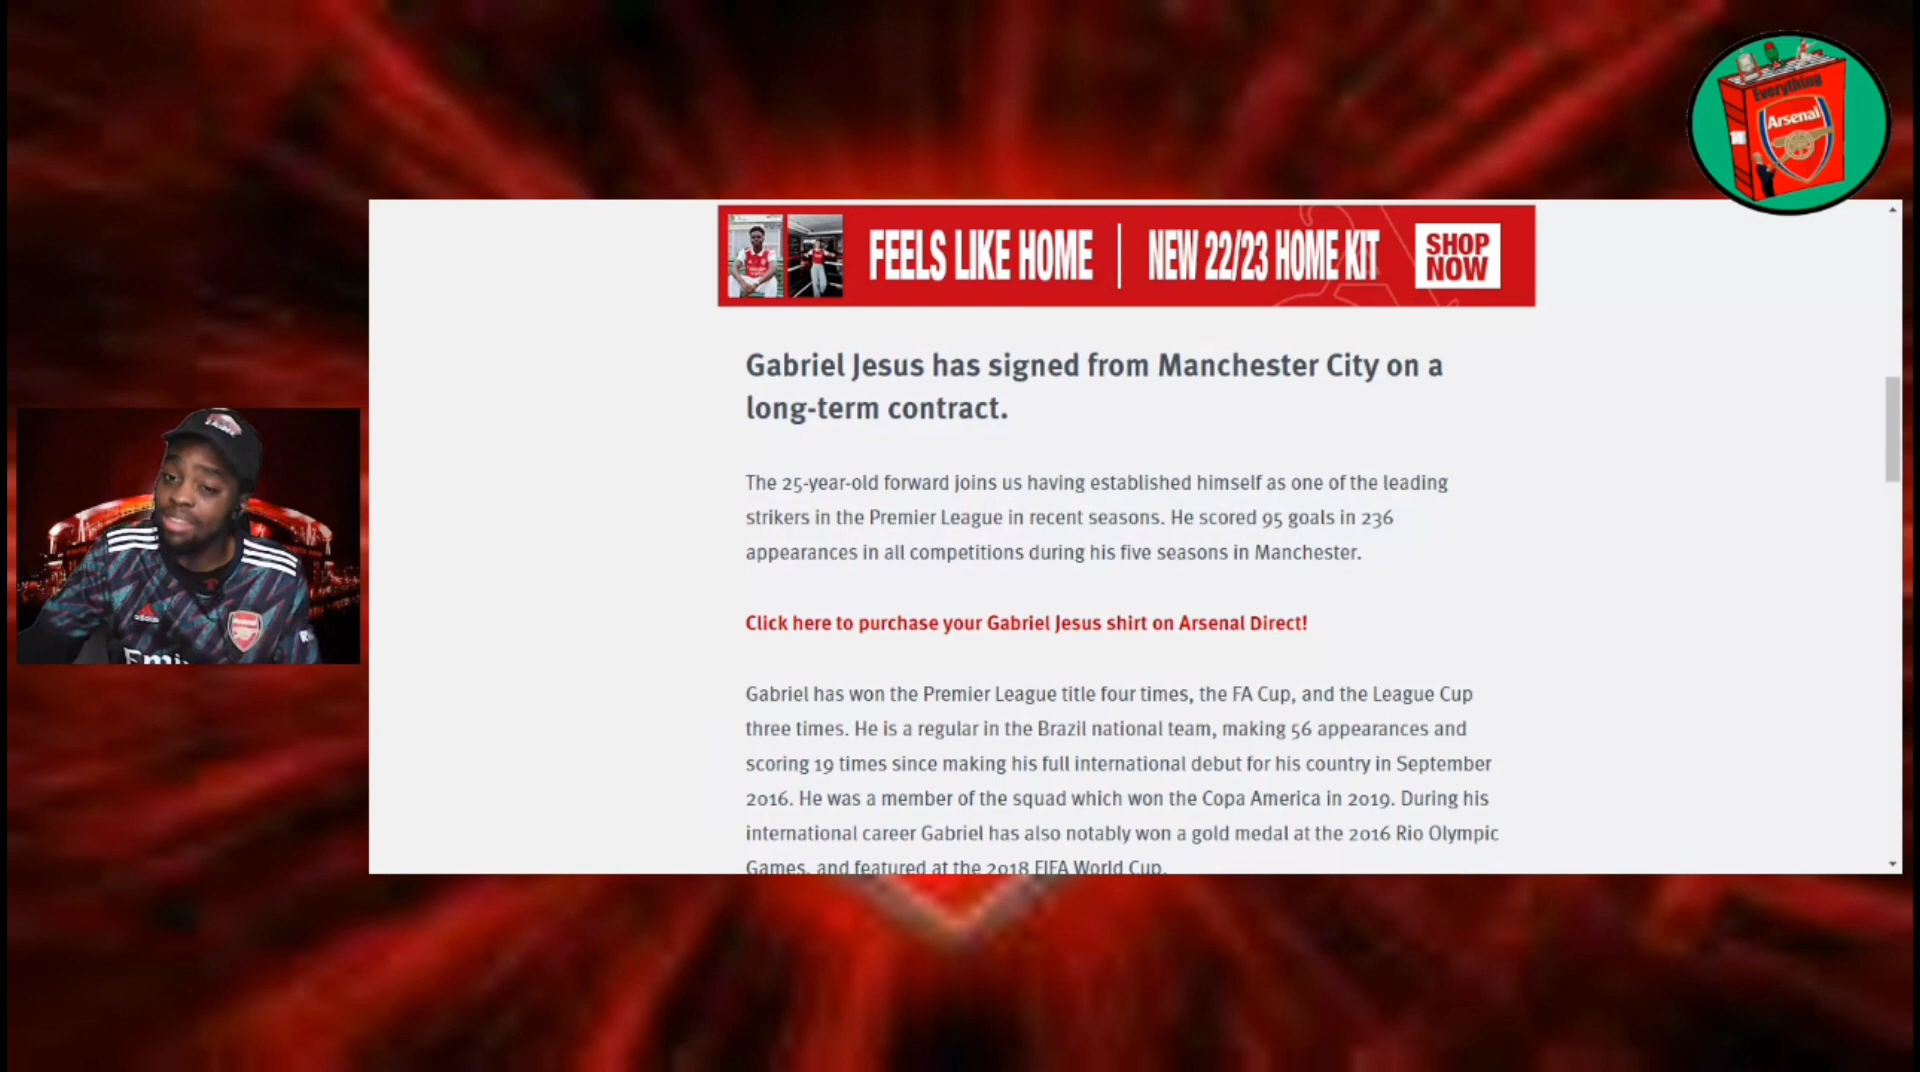 Everything
Arsenal
FEELS LIKE HOME | NEW 22/23 HOME KIT
SHOP
NOW
Gabriel Jesus has signed from Manchester City on a
long-term contract.
The 25-year-old forward joins us having established himself as one of the leading
strikers in the Premier League in recent seasons. He scored 95 goals in 236
appearances in all competitions during his five seasons in Manchester.
Click here to purchase your Gabriel Jesus shirt on Arsenal Direct!
Gabriel has won the Premier League title four times, the FA Cup, and the League Cup
three times. He is a regular in the Brazil national team, making 56 appearances and
scoring 19 times since making his full international debut for his country in September
2016. He was a member of the squad which won the Copa America in 2019. During his
international career Gabriel has also notably won a gold medal at the 2016 Rio Olympic
Games, and featured at the 2018 FIFA World Cup.
adidas
Arsenal